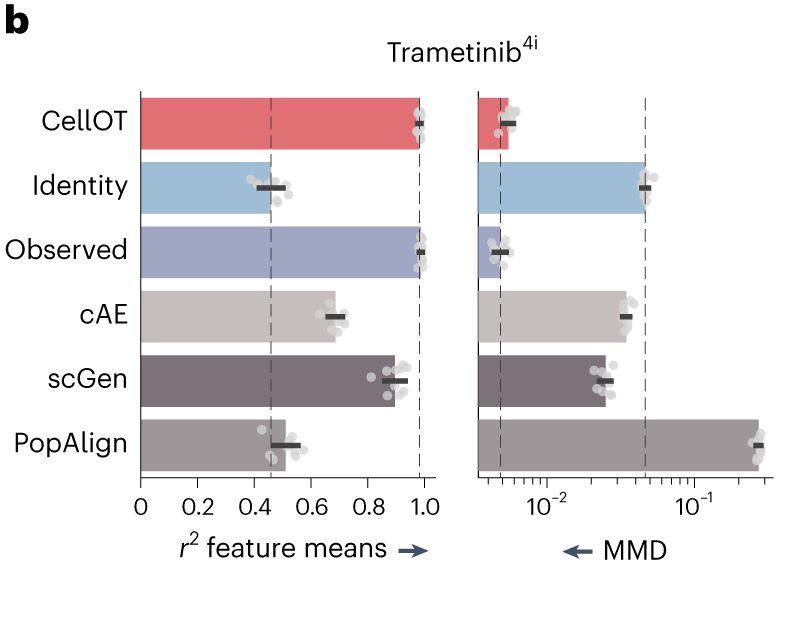 b
Trametinib⁴ⁱ
CellOT
Identity
Observed
cAE
scGen
PopAlign
0 0.2 0.4 0.6 0.8 1.0
10⁻² 10⁻¹
r² feature means →
← MMD